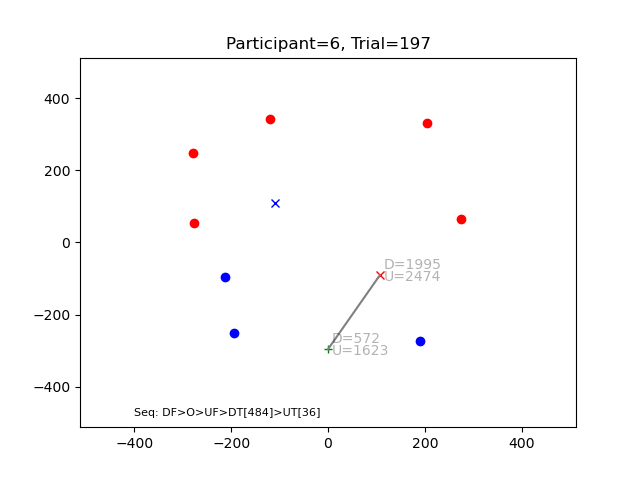 Participant=6, Trial=197
400
200
0
−200
−400
D=1995
U=2474
D=572
U=1623
Seq: DF>O>UF>DT[484]>UT[36]
−400
−200
0
200
400